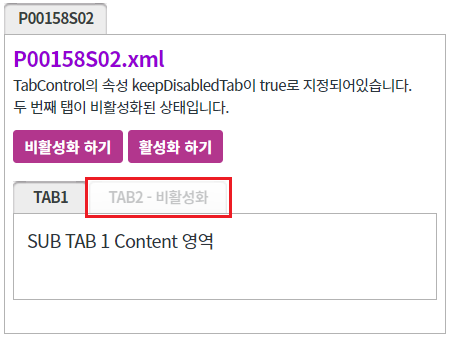 P00158S02
P00158S02.xml
TabControl의 속성 keepDisabledTab이 true로 지정되어있습니다.
두 번째 탭이 비활성화된 상태입니다.
비활성화 하기 활성화 하기
TAB1 TAB2 - 비활성화
SUB TAB 1 Content 영역